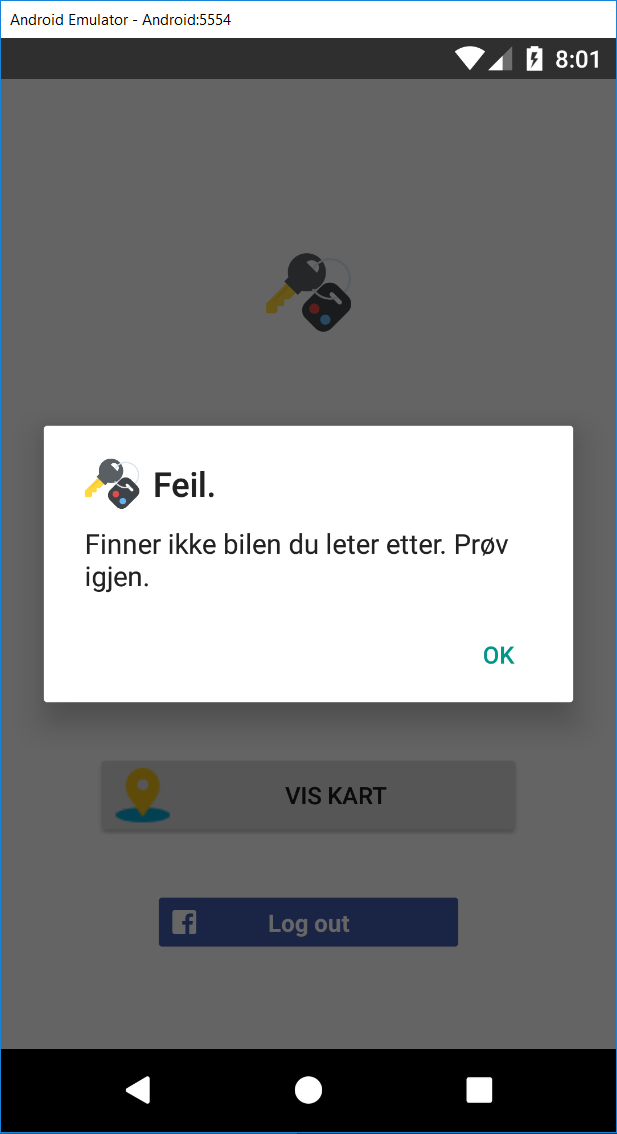 Android Emulator - Android:5554
8:01
Feil.
Finner ikke bilen du leter etter. Prøv
igjen.
OK
VIS KART
Log out